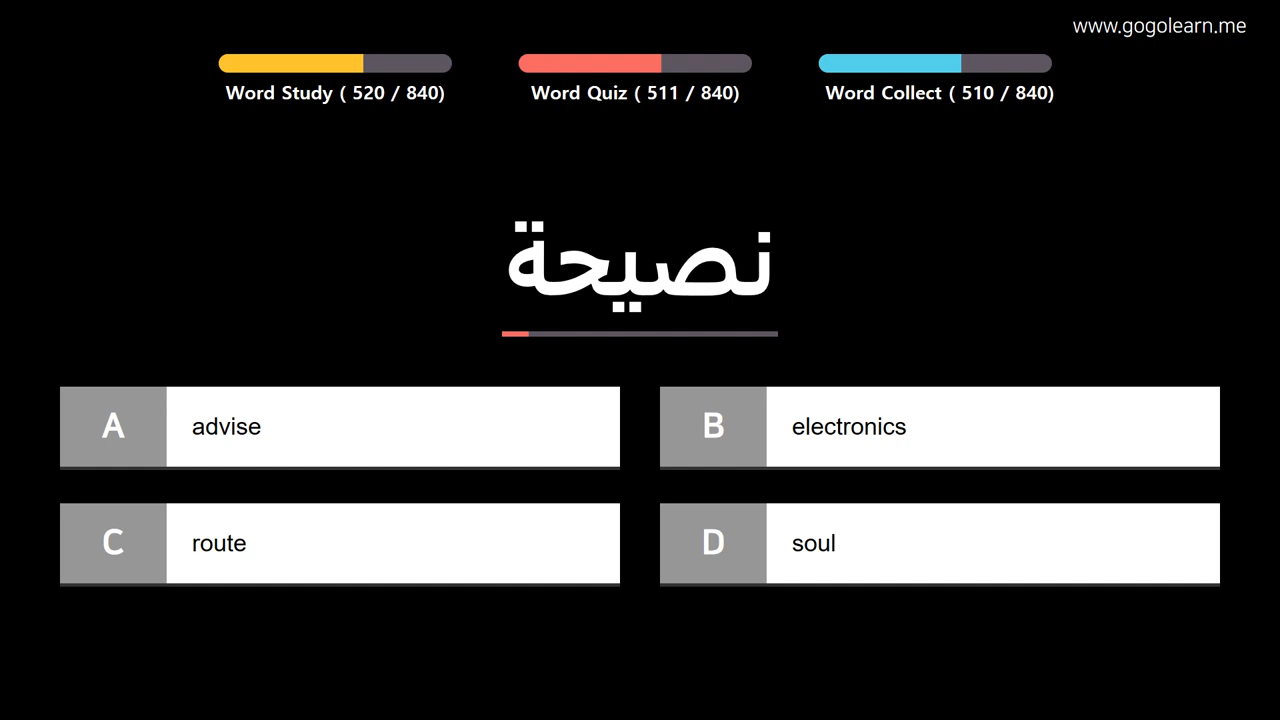 www.gogolearn.me
Word Study ( 520 / 840)
Word Quiz ( 511 / 840)
Word Collect ( 510 / 840)
نصيحة
A advise
B electronics
C route
D soul